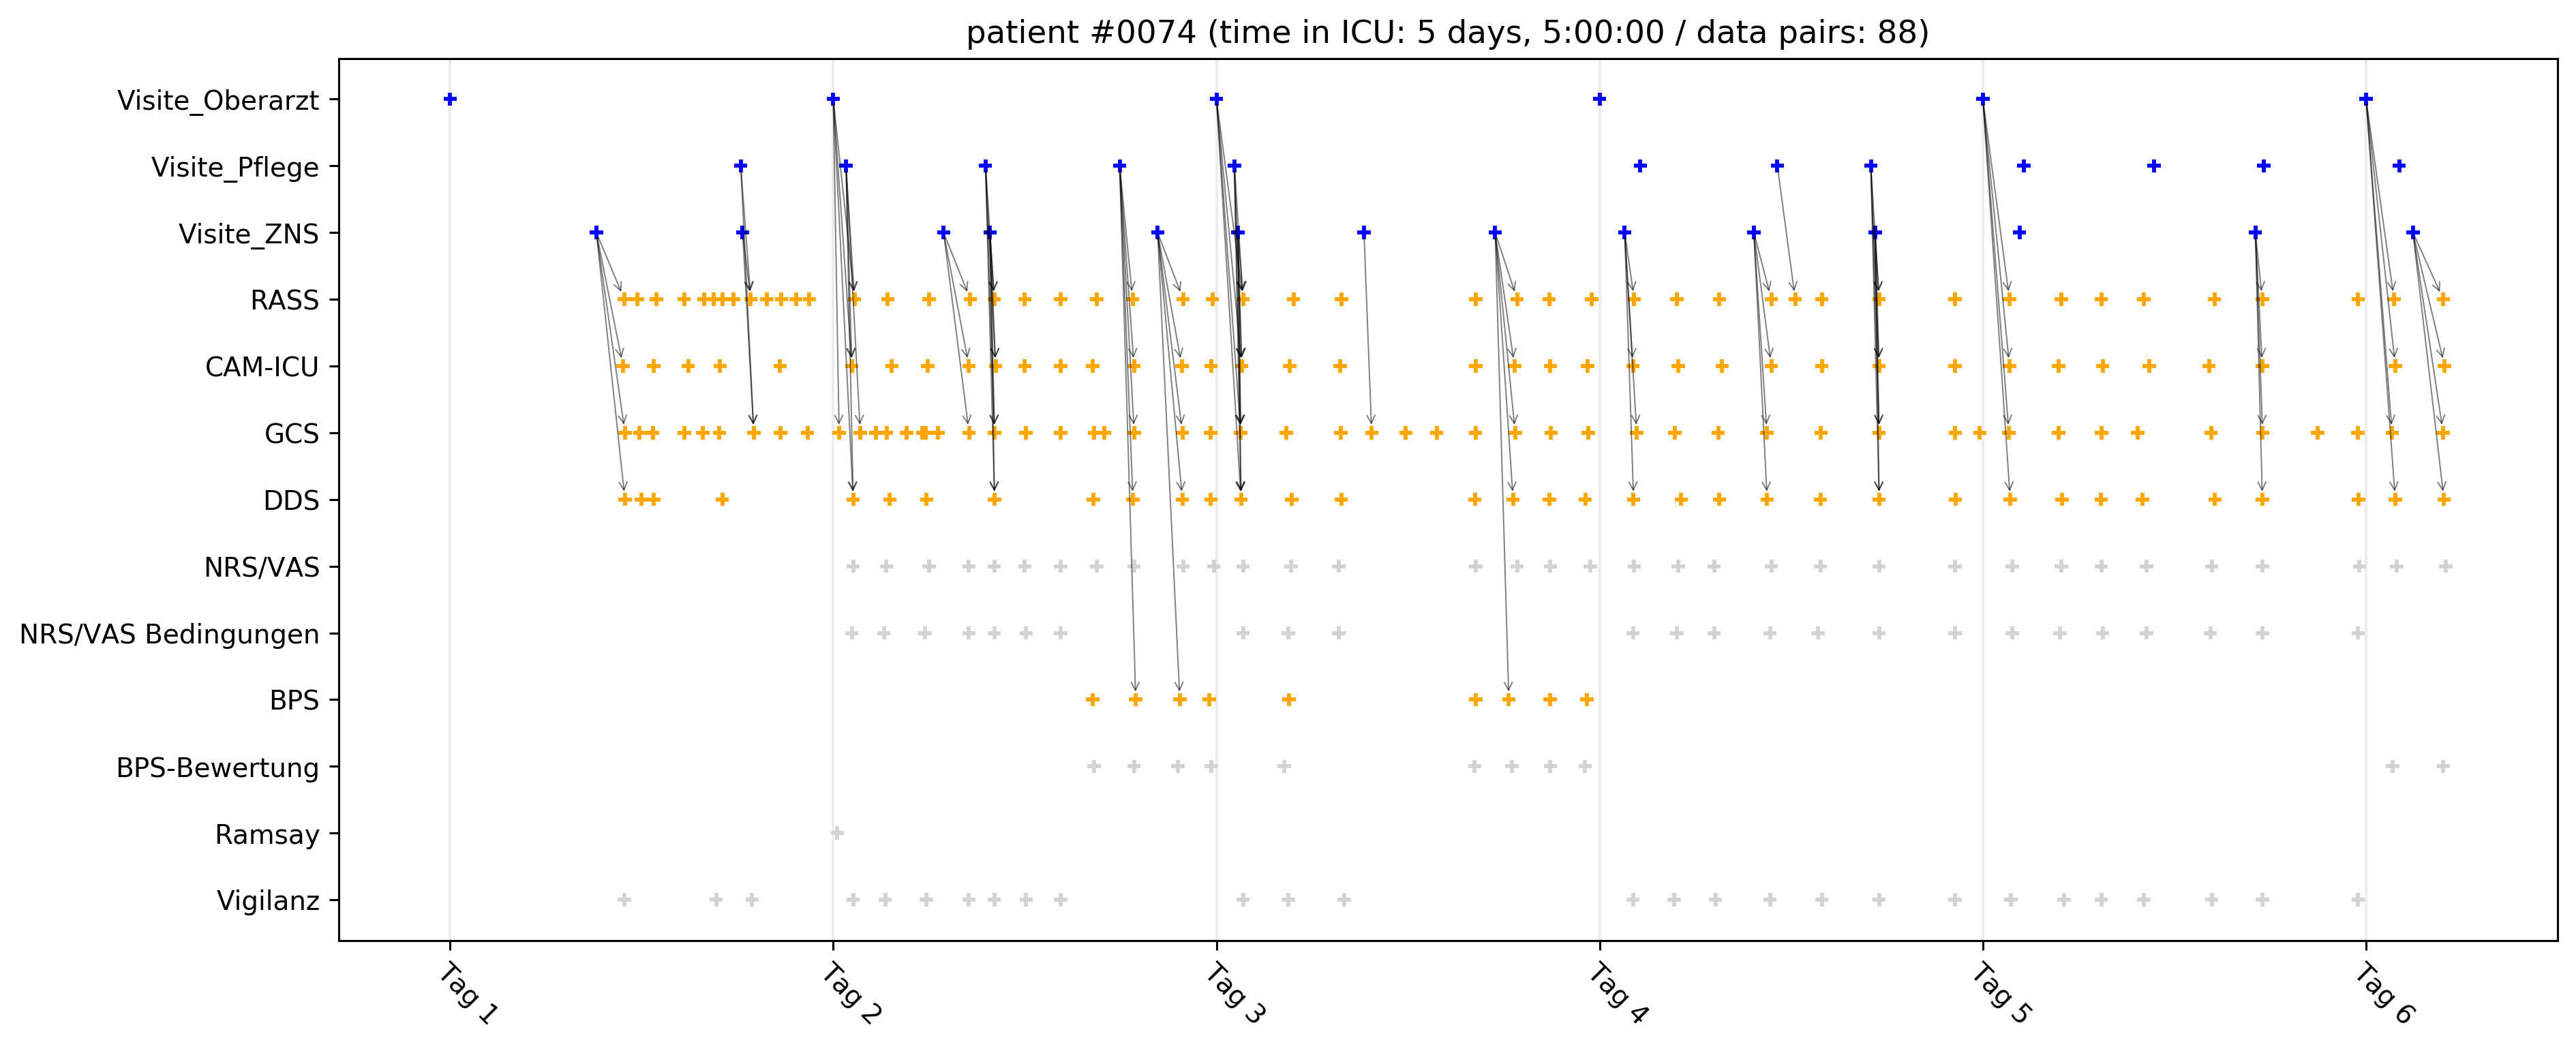 patient #0074 (time in ICU: 5 days, 5:00:00 / data pairs: 88)
Visite_Oberarzt
Visite_Pflege
Visite_ZNS
RASS
CAM-ICU
GCS
DDS
NRS/VAS
NRS/VAS Bedingungen
BPS
BPS-Bewertung
Ramsay
Vigilanz
Tag 1
Tag 2
Tag 3
Tag 4
Tag 5
Tag 6